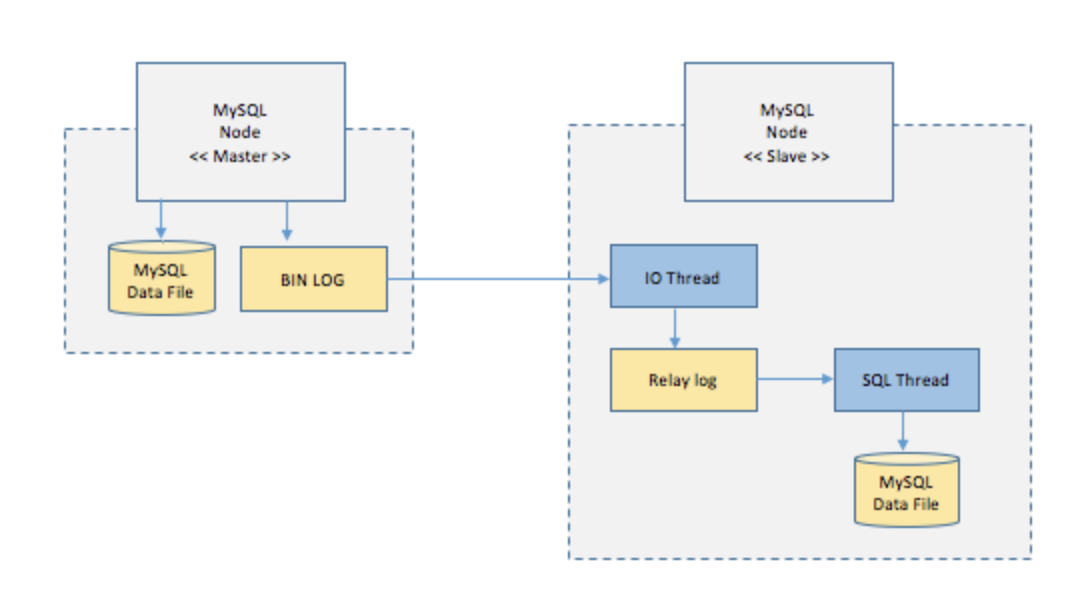 MySQL
Node
<< Master >>
MySQL
Data File
BIN LOG
MySQL
Node
<< Slave >>
IO Thread
Relay log
SQL Thread
MySQL
Data File